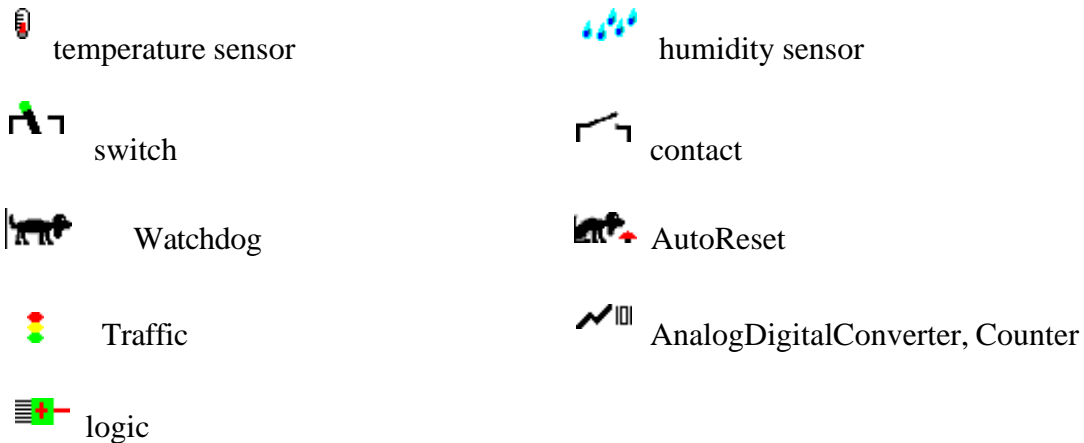 temperature sensor
humidity sensor
switch
contact
Watchdog
AutoReset
Traffic
AnalogDigitalConverter, Counter
logic